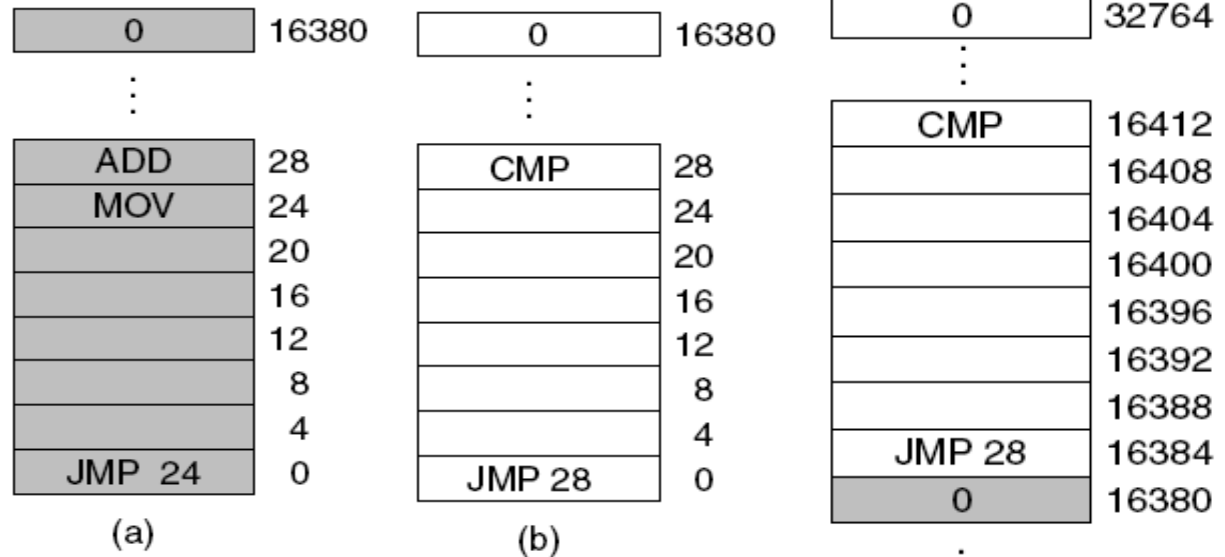 0 16380
ADD 28
MOV 24
20
16
12
8
4
JMP 24 0
(a)
0 16380
CMP 28
24
20
16
12
8
4
JMP 28 0
(b)
0 32764
CMP 16412
16408
16404
16400
16396
16392
16388
JMP 28 16384
0 16380